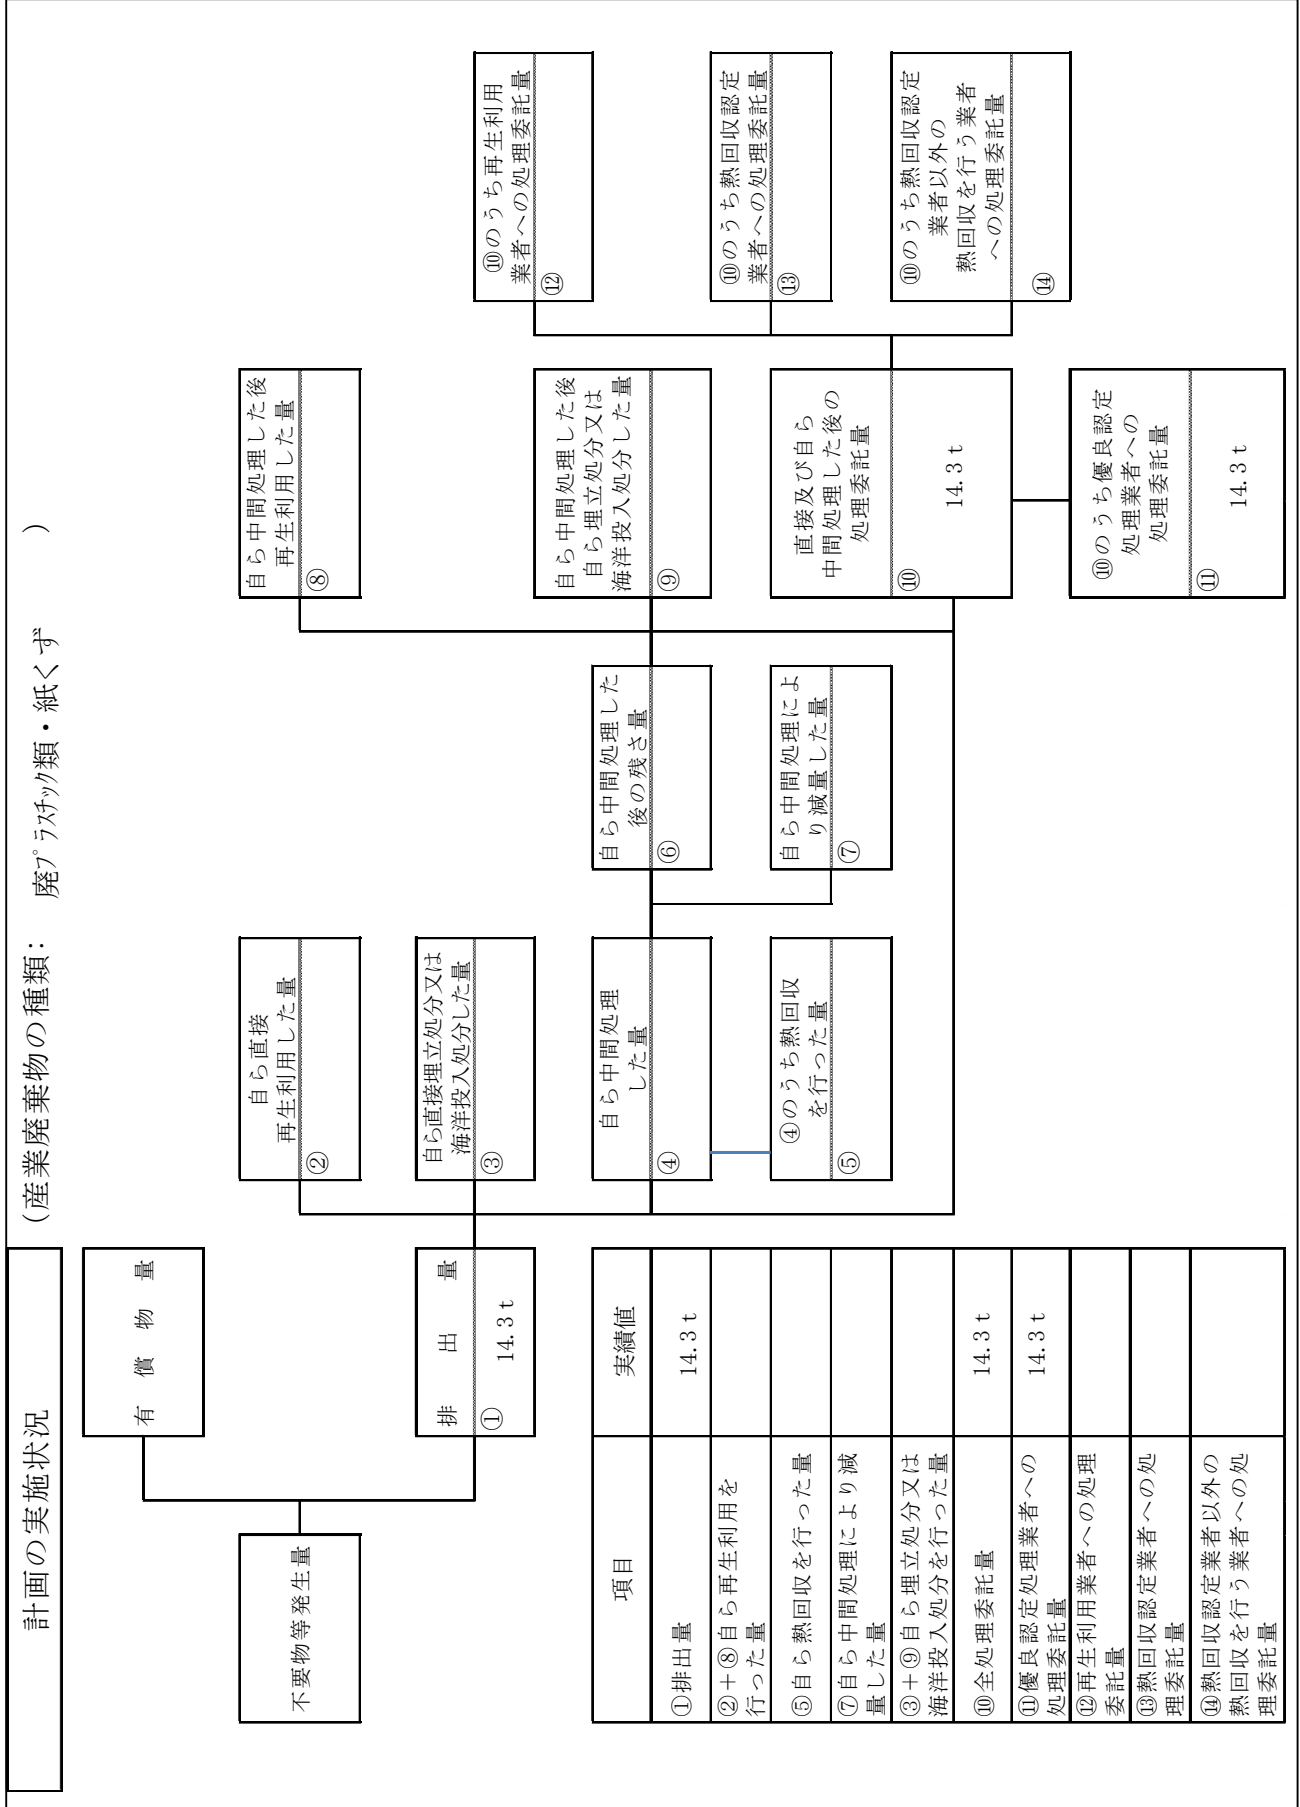 計画の実施状況
(産業廃棄物の種類： 廃プラスチック類・紙くず )
不要物等発生量
有償物量
排出量
① 14.3ｔ
自ら直接
再生利用した量
②
自ら直接埋立処分又は
海洋投入処分した量
③
自ら中間処理
した量
④
④のうち熱回収
を行った量
⑤
自ら中間処理した
後の残さ量
⑥
自ら中間処理によ
り減量した量
⑦
自ら中間処理した後
再生利用した量
⑧
自ら中間処理した後
自ら埋立処分又は
海洋投入処分した量
⑨
直接及び自ら
中間処理した後の
処理委託量
⑩ 14.3ｔ
⑩のうち優良認定
処理業者への
処理委託量
⑪ 14.3ｔ
⑩のうち再生利用
業者への処理委託量
⑫
⑩のうち熱回収認定
業者への処理委託量
⑬
⑩のうち熱回収認定
業者以外の
熱回収を行う業者
への処理委託量
⑭
項目 実績値
①排出量 14.3ｔ
②＋⑧自ら再生利用を
行った量
⑤自ら熱回収を行った量
⑦自ら中間処理により減
量した量
③＋⑨自ら埋立処分又は
海洋投入処分を行った量
⑩全処理委託量 14.3ｔ
⑪優良認定処理業者への
処理委託量 14.3ｔ
⑫再生利用業者への処理
委託量
⑬熱回収認定業者への処
理委託量
⑭熱回収認定業者以外の
熱回収を行う業者への処
理委託量